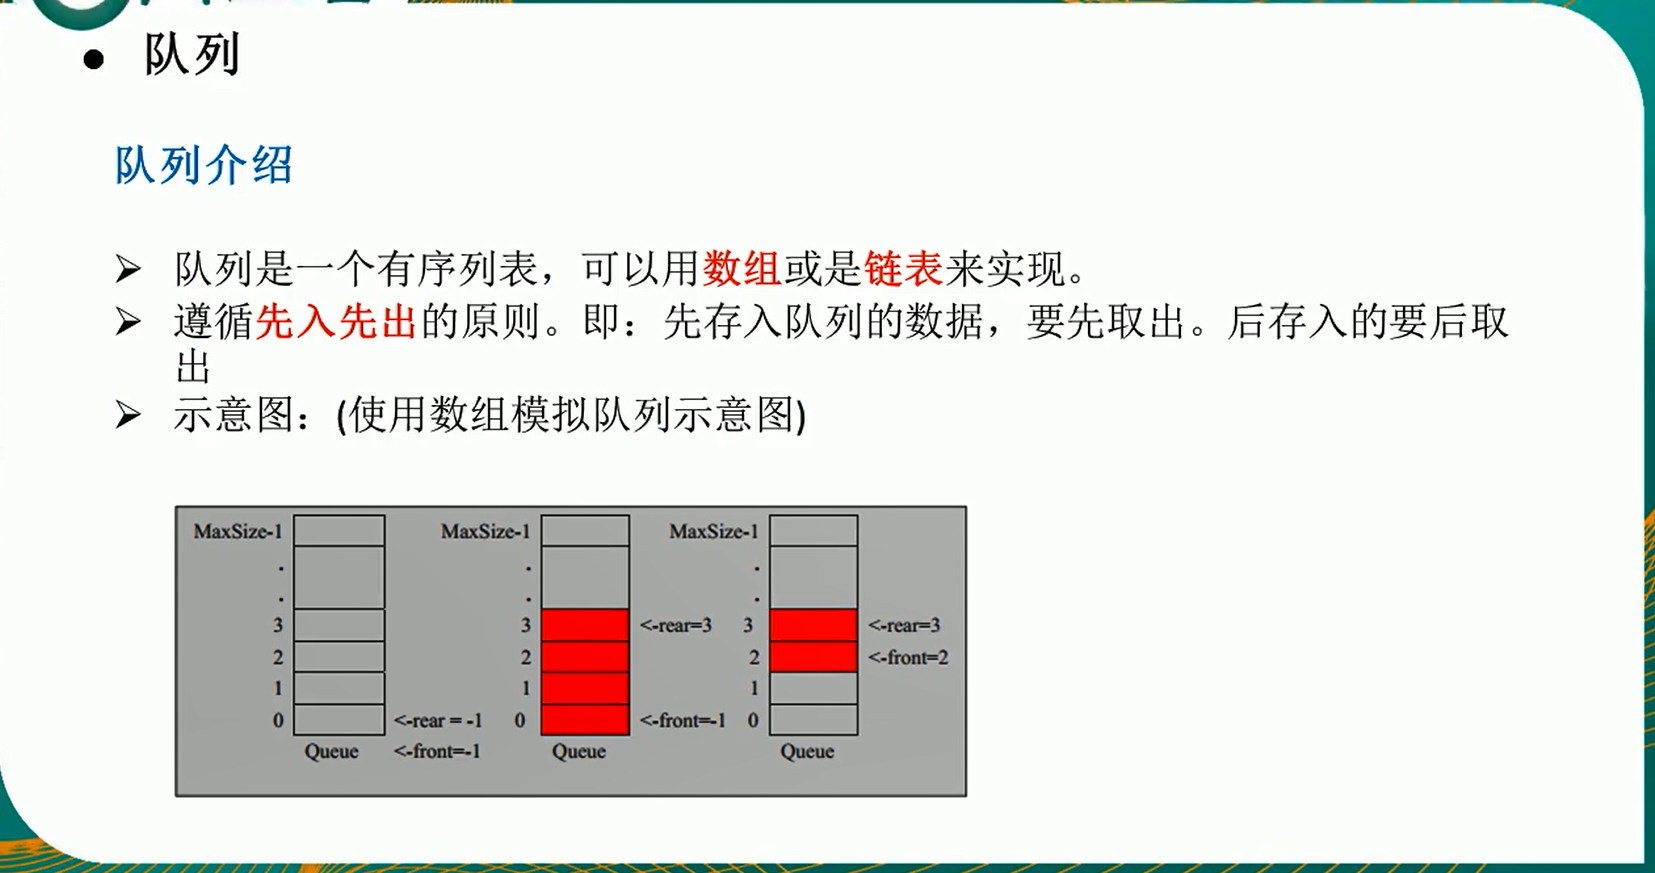 队列
队列介绍
队列是一个有序列表，可以用数组或是链表来实现。
遵循先入先出的原则。即：先存入队列的数据，要先取出。后存入的要后取
出
示意图：(使用数组模拟队列示意图)
MaxSize-1 MaxSize-1 MaxSize-1
. . .
. . .
3 3 <-rear=3 3 <-rear=3
2 2 2 <-front=2
1 1 1
0 <-rear = -1 0 <-front=-1 0
Queue <-front=-1 Queue Queue